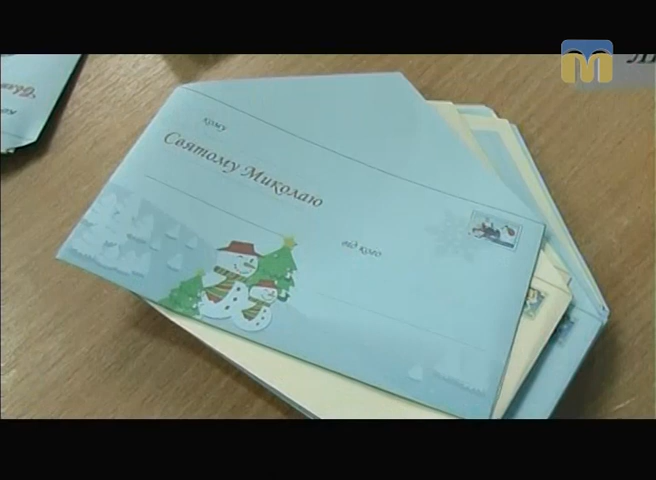 кому
Святому Миколаю
від кого